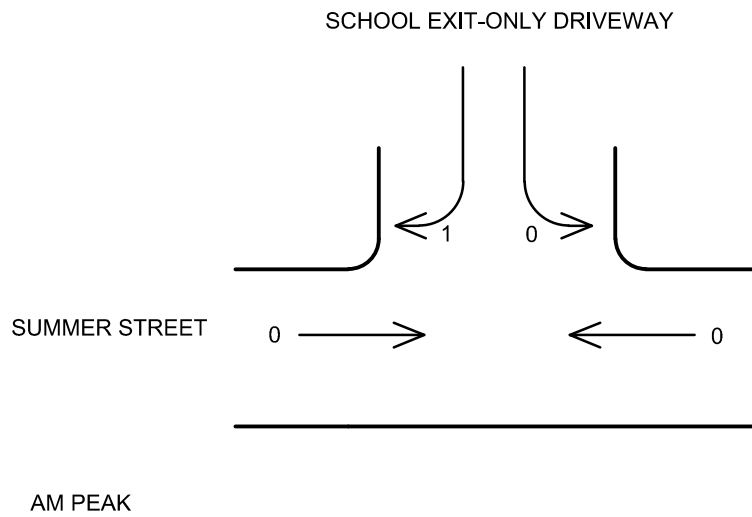 SCHOOL EXIT-ONLY DRIVEWAY
1 0
SUMMER STREET 0 0
AM PEAK